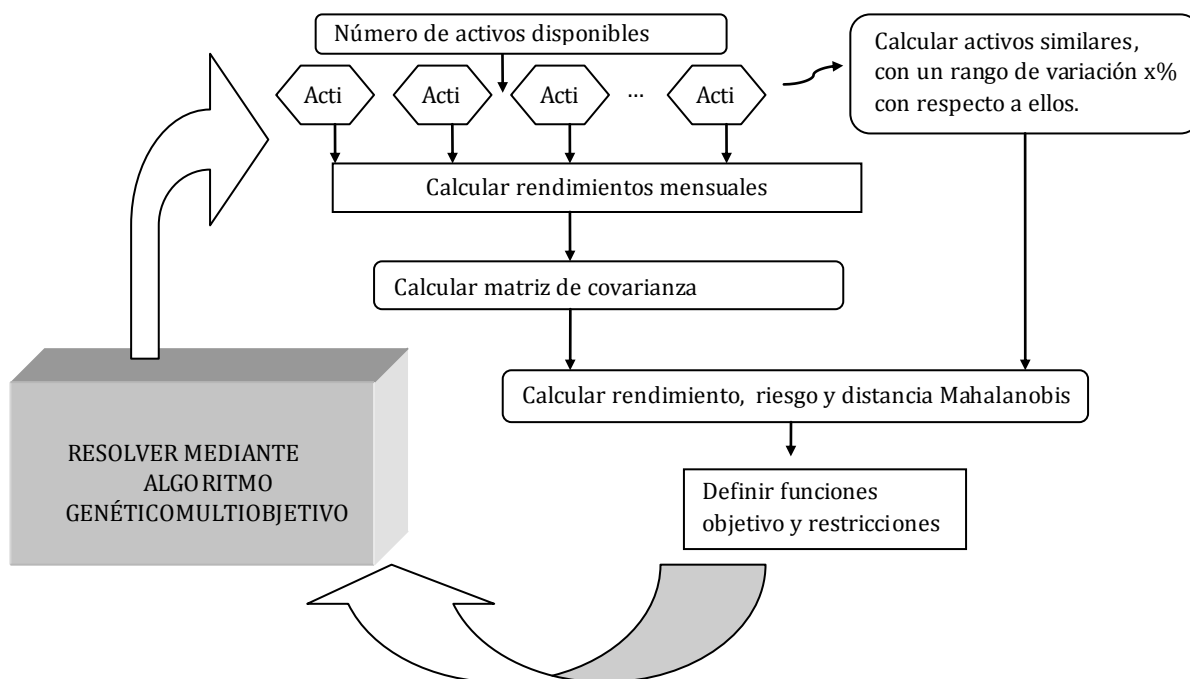 Número de activos disponibles
Calcular activos similares,
con un rango de variación x%
con respecto a ellos.
Acti
Acti
Acti
...
Acti
Calcular rendimientos mensuales
Calcular matriz de covarianza
Calcular rendimiento, riesgo y distancia Mahalanobis
RESOLVER MEDIANTE
ALGORITMO
GENÉTICOMULTIOBJETIVO
Definir funciones
objetivo y restricciones